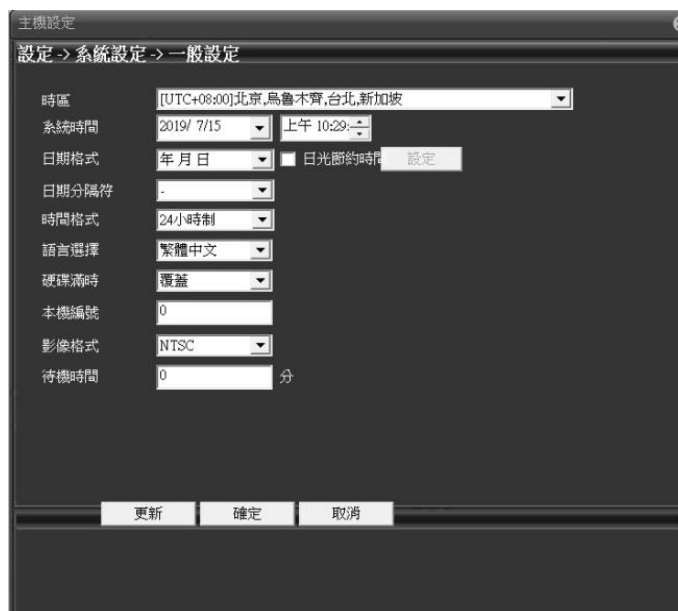 主機設定
設定 -> 系統設定 -> 一般設定
時區 [UTC+08:00]北京,烏魯木齊,台北,新加坡
系統時間 2019/ 7/15 上午 10:29:
日期格式 年 月 日 日光節約時間 設定
日期分隔符 -
時間格式 24小時制
語言選擇 繁體中文
硬碟滿時 覆蓋
本機編號 0
影像格式 NTSC
待機時間 0 分
更新 確定 取消